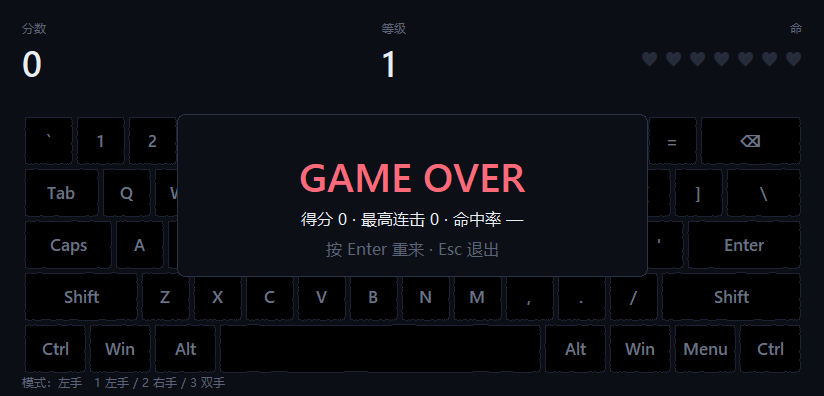 分数 等级 命
0 1
` 1 2 = ⌫
Tab Q W ] \
Caps A ' Enter
GAME OVER
得分 0 · 最高连击 0 · 命中率 —
按 Enter 重来 · Esc 退出
Shift Z X C V B N M , . / Shift
Ctrl Win Alt Alt Win Menu Ctrl
模式：左手 1 左手 / 2 右手 / 3 双手